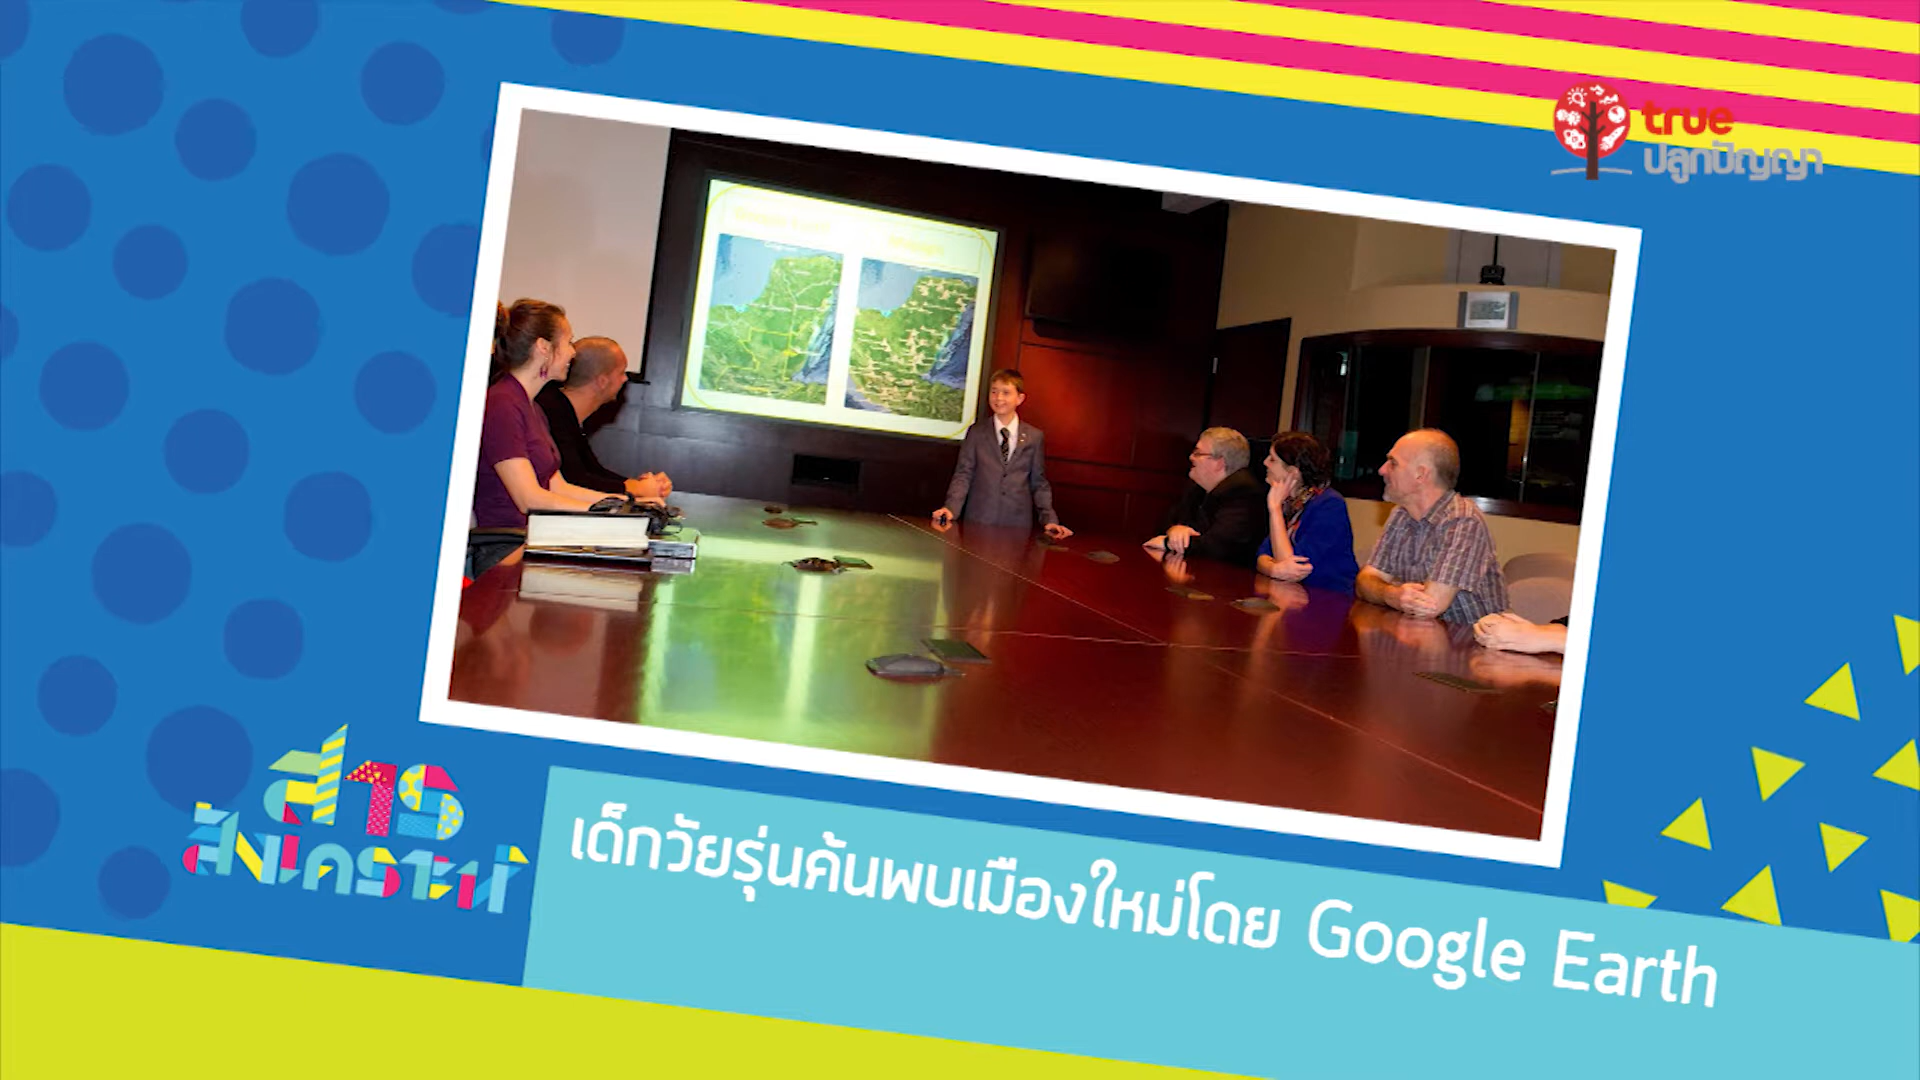 true
ปลูกปัญญา
สาระ
สังเคราะห์
เด็กวัยรุ่นค้นพบเมืองใหม่โดย Google Earth